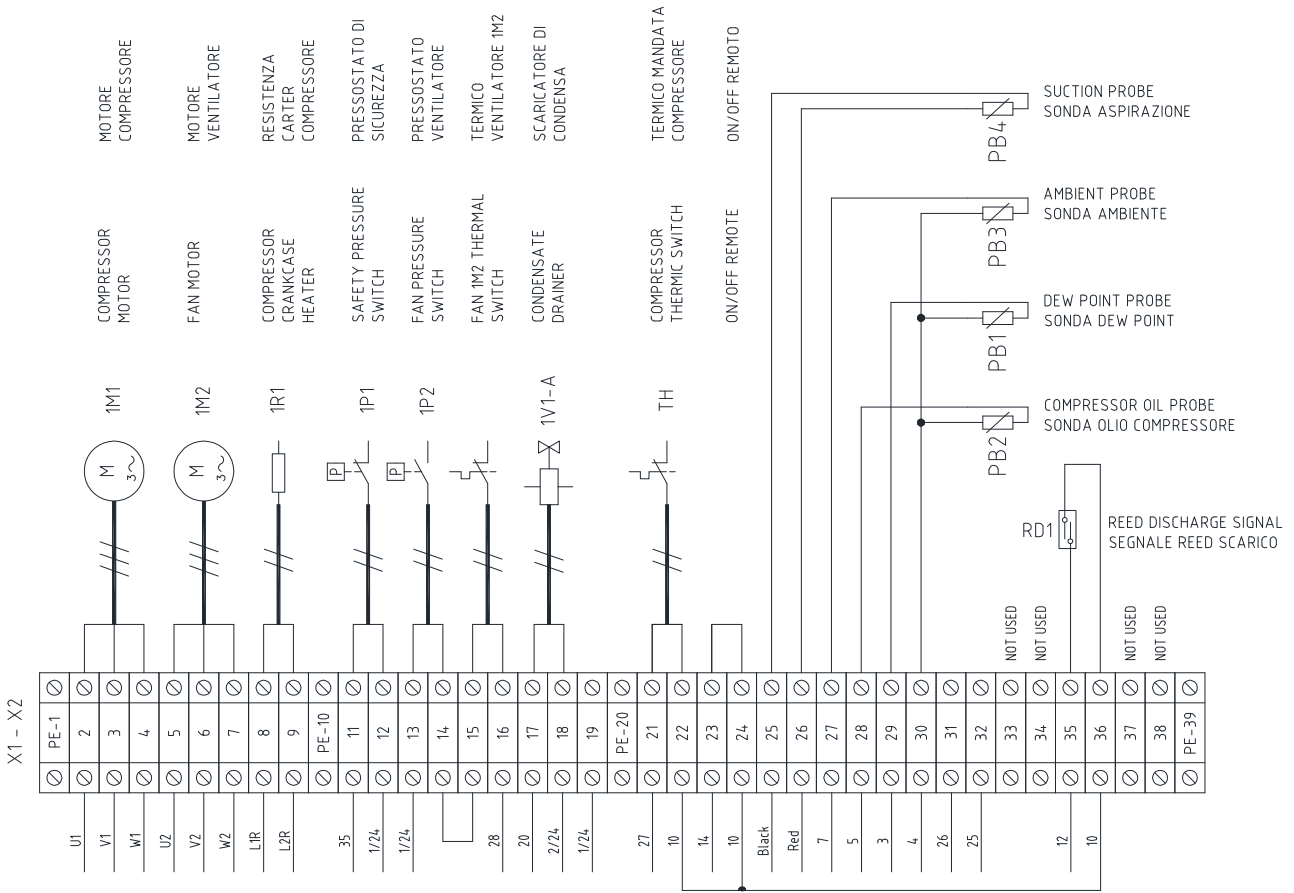 MOTORE
COMPRESSORE
MOTORE
VENTILATORE
RESISTENZA
CARTER
COMPRESSORE
PRESSOSTATO DI
SICUREZZA
PRESSOSTATO
VENTILATORE
TERMICO
VENTILATORE 1M2
SCARICATORE DI
CONDENSA
TERMICO MANDATA
COMPRESSORE
ON/OFF REMOTO
COMPRESSOR
MOTOR
FAN MOTOR
COMPRESSOR
CRANKCASE
HEATER
SAFETY PRESSURE
SWITCH
FAN PRESSURE
SWITCH
FAN 1M2 THERMAL
SWITCH
CONDENSATE
DRAINER
COMPRESSOR
THERMIC SWITCH
ON/OFF REMOTE
SUCTION PROBE
SONDA ASPIRAZIONE
PB4
AMBIENT PROBE
SONDA AMBIENTE
PB3
DEW POINT PROBE
SONDA DEW POINT
PB1
COMPRESSOR OIL PROBE
SONDA OLIO COMPRESSORE
PB2
1M1
1M2
1R1
1P1
1P2
1V1-A
TH
M
3~
M
3~
P
P
RD1
REED DISCHARGE SIGNAL
SEGNALE REED SCARICO
NOT USED
NOT USED
NOT USED
NOT USED
X1 - X2
PE-1
2
3
4
5
6
7
8
9
PE-10
11
12
13
14
15
16
17
18
19
PE-20
21
22
23
24
25
26
27
28
29
30
31
32
33
34
35
36
37
38
PE-39
U1
V1
W1
U2
V2
W2
L1R
L2R
35
1/24
1/24
28
20
2/24
1/24
27
10
14
10
Black
Red
7
5
3
4
26
25
12
10